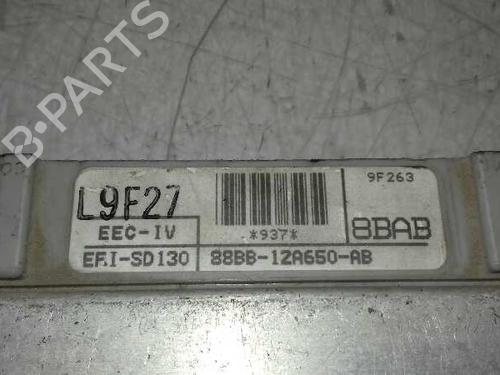 B-PARTS
9F263
L9F27
*937*
8BAB
EEC-IV
EF.I-SD130
88BB-12A650-AB